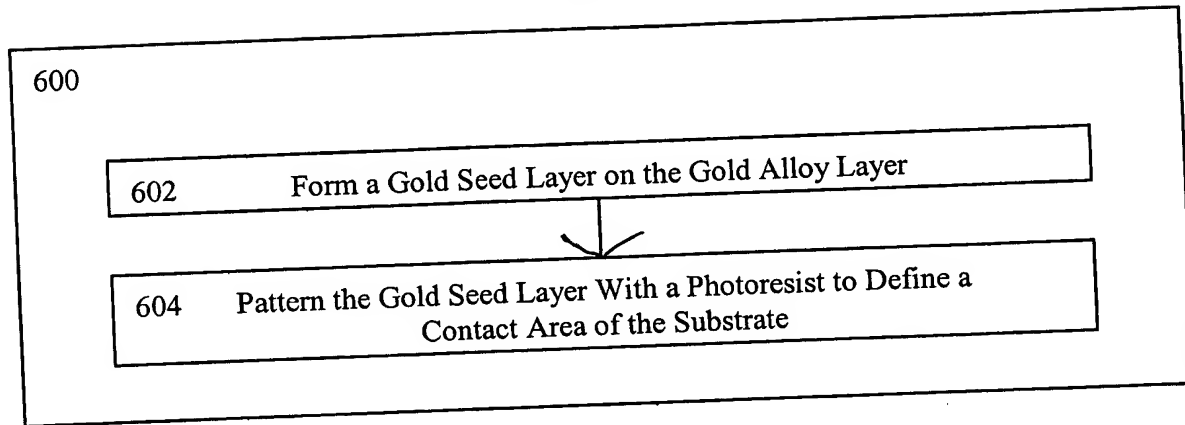 600
602 Form a Gold Seed Layer on the Gold Alloy Layer
604 Pattern the Gold Seed Layer With a Photoresist to Define a
Contact Area of the Substrate